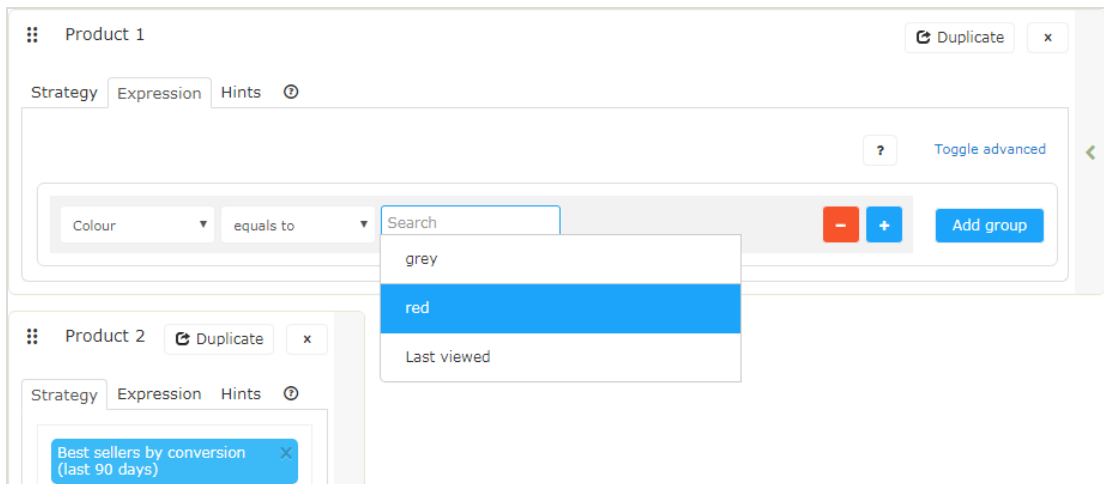 Product 1
Duplicate
x
Strategy Expression Hints ?
? Toggle advanced
Colour equals to Search - + Add group
grey
red
Last viewed
Product 2 Duplicate x
Strategy Expression Hints ?
Best sellers by conversion X
(last 90 days)